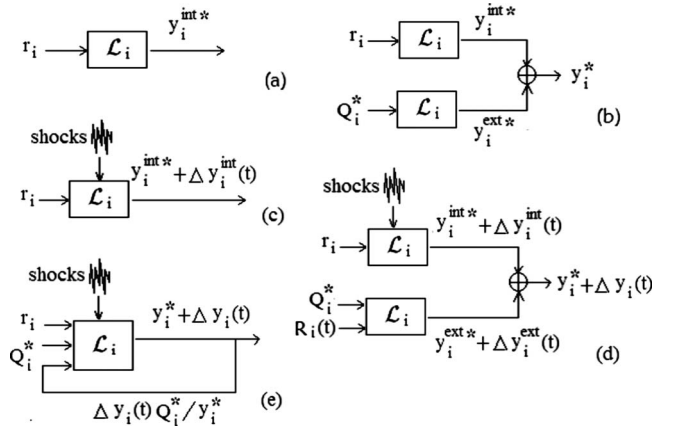 y_i^{int*}
r_i
ℒ_i
(a)
y_i^{int*}
r_i
ℒ_i
y_i^*
Q_i^*
ℒ_i
y_i^{ext*}
(b)
shocks
y_i^{int*} + Δ y_i^{int}(t)
r_i
ℒ_i
(c)
shocks
y_i^{int*} + Δ y_i^{int}(t)
r_i
ℒ_i
y_i^* + Δ y_i(t)
Q_i^*
R_i(t)
ℒ_i
y_i^{ext*} + Δ y_i^{ext}(t)
(d)
shocks
y_i^* + Δ y_i(t)
r_i
Q_i^*
ℒ_i
Δ y_i(t) Q_i^*/y_i^*
(e)